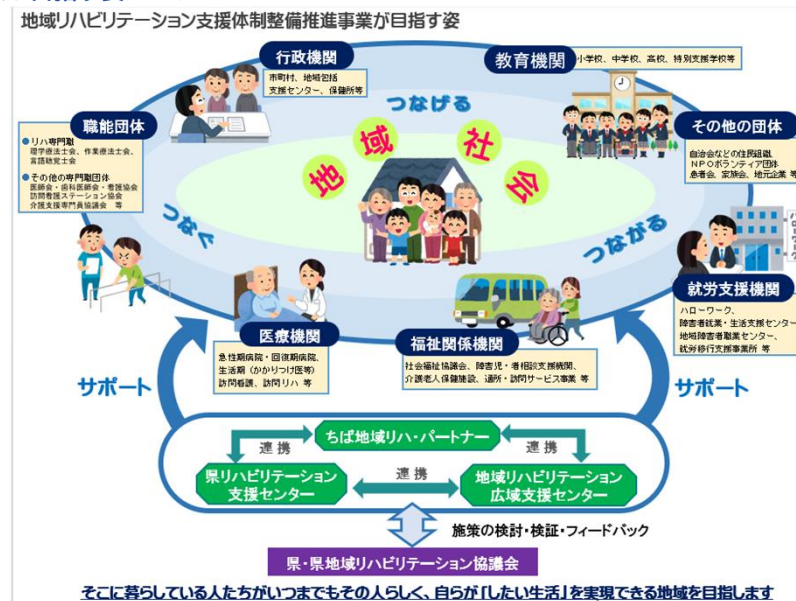 地域リハビリテーション支援体制整備推進事業が目指す姿
行政機関
市町村、地域包括
支援センター、保健所等
教育機関
小学校、中学校、高校、特別支援学校等
つなげる
職能団体
●リハ専門職
理学療法士会、作業療法士会、
言語聴覚士会
●その他の専門職団体
医師会・歯科医師会・看護協会
訪問看護ステーション協会
介護支援専門員協議会 等
地域社会
その他の団体
自治会などの住民組織、
NPOボランティア団体
患者会、家族会、地元企業 等
つなぐ
つながる
ハローワーク
就労支援機関
ハローワーク、
障害者就業・生活支援センター
地域障害者職業センター、
就労移行支援事業所 等
医療機関
急性期病院・回復期病院、
生活期（かかりつけ医等）
訪問看護、訪問リハ 等
福祉関係機関
社会福祉協議会、障害児・者相談支援機関、
介護老人保健施設、通所・訪問サービス事業 等
サポート
サポート
ちば地域リハ・パートナー
連携
連携
県リハビリテーション
支援センター
連携
地域リハビリテーション
広域支援センター
施策の検討・検証・フィードバック
県・県地域リハビリテーション協議会
そこに暮らしている人たちがいつまでもその人らしく、自らが「したい生活」を実現できる地域を目指します